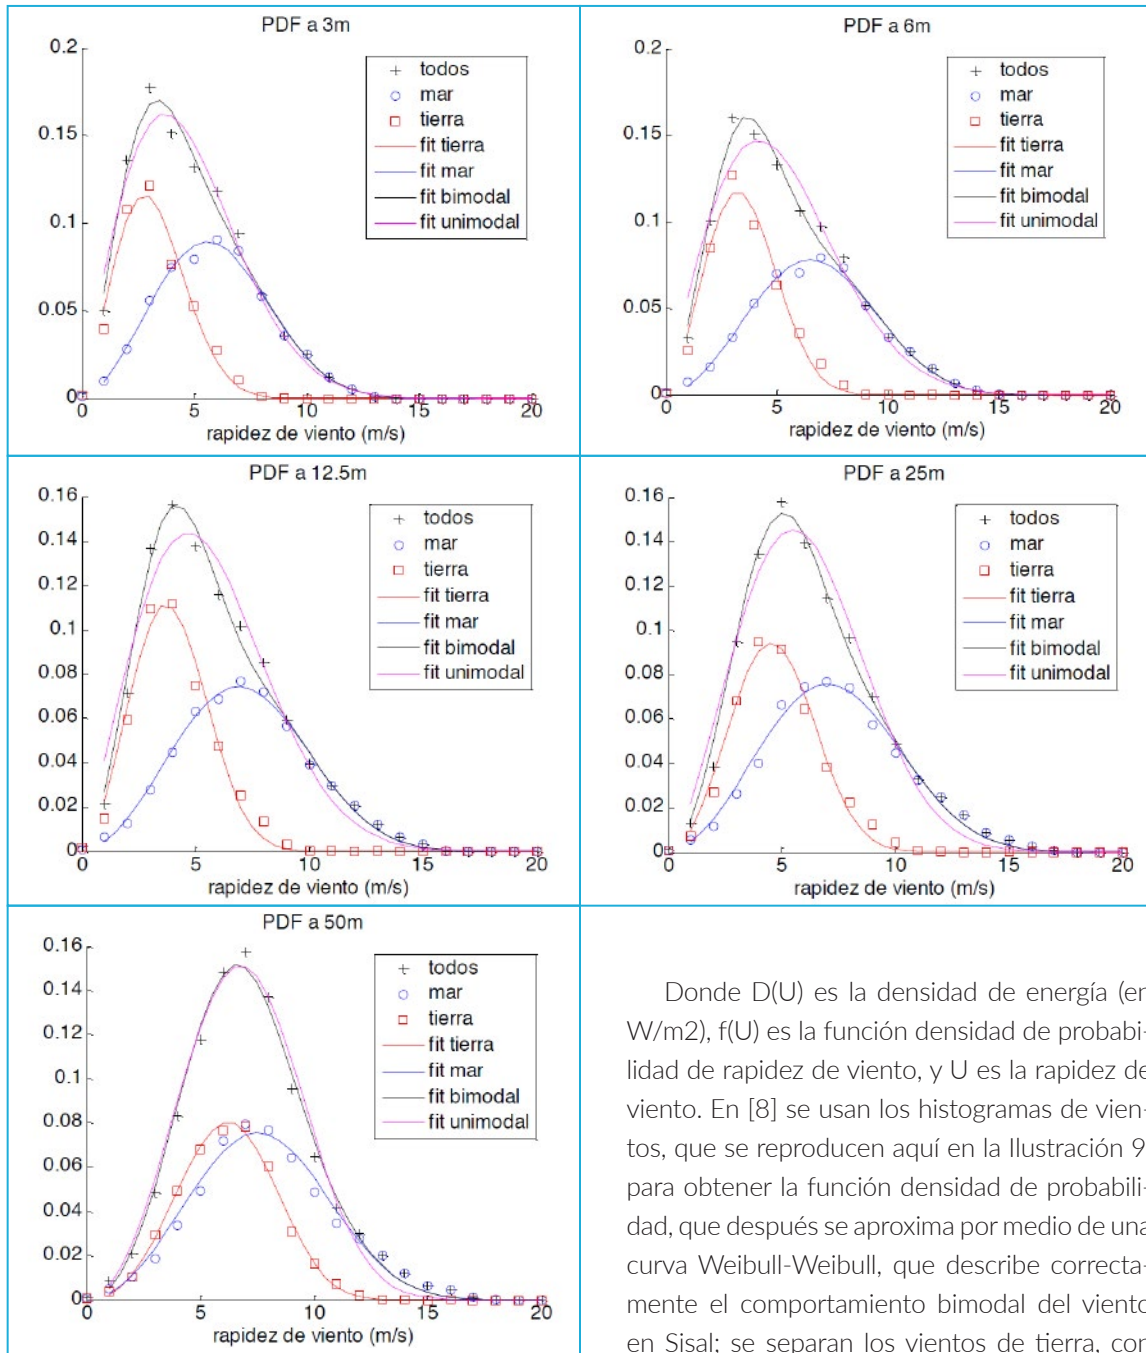 PDF a 3m
0.2
0.15
0.1
0.05
0
0 5 10 15 20
rapidez de viento (m/s)
todos
mar
tierra
fit tierra
fit mar
fit bimodal
fit unimodal
PDF a 6m
0.2
0.15
0.1
0.05
0
0 5 10 15 20
rapidez de viento (m/s)
todos
mar
tierra
fit tierra
fit mar
fit bimodal
fit unimodal
PDF a 12.5m
0.16
0.14
0.12
0.1
0.08
0.06
0.04
0.02
0
0 5 10 15 20
rapidez de viento (m/s)
todos
mar
tierra
fit tierra
fit mar
fit bimodal
fit unimodal
PDF a 25m
0.16
0.14
0.12
0.1
0.08
0.06
0.04
0.02
0
0 5 10 15 20
rapidez de viento (m/s)
todos
mar
tierra
fit tierra
fit mar
fit bimodal
fit unimodal
PDF a 50m
0.16
0.14
0.12
0.1
0.08
0.06
0.04
0.02
0
0 5 10 15 20
rapidez de viento (m/s)
todos
mar
tierra
fit tierra
fit mar
fit bimodal
fit unimodal
Donde D(U) es la densidad de energía (en
W/m2), f(U) es la función densidad de probabi-
lidad de rapidez de viento, y U es la rapidez de
viento. En [8] se usan los histogramas de vien-
tos, que se reproducen aquí en la Ilustración 9
para obtener la función densidad de probabili-
dad, que después se aproxima por medio de una
curva Weibull-Weibull, que describe correcta-
mente el comportamiento bimodal del viento
en Sisal; se separan los vientos de tierra, con